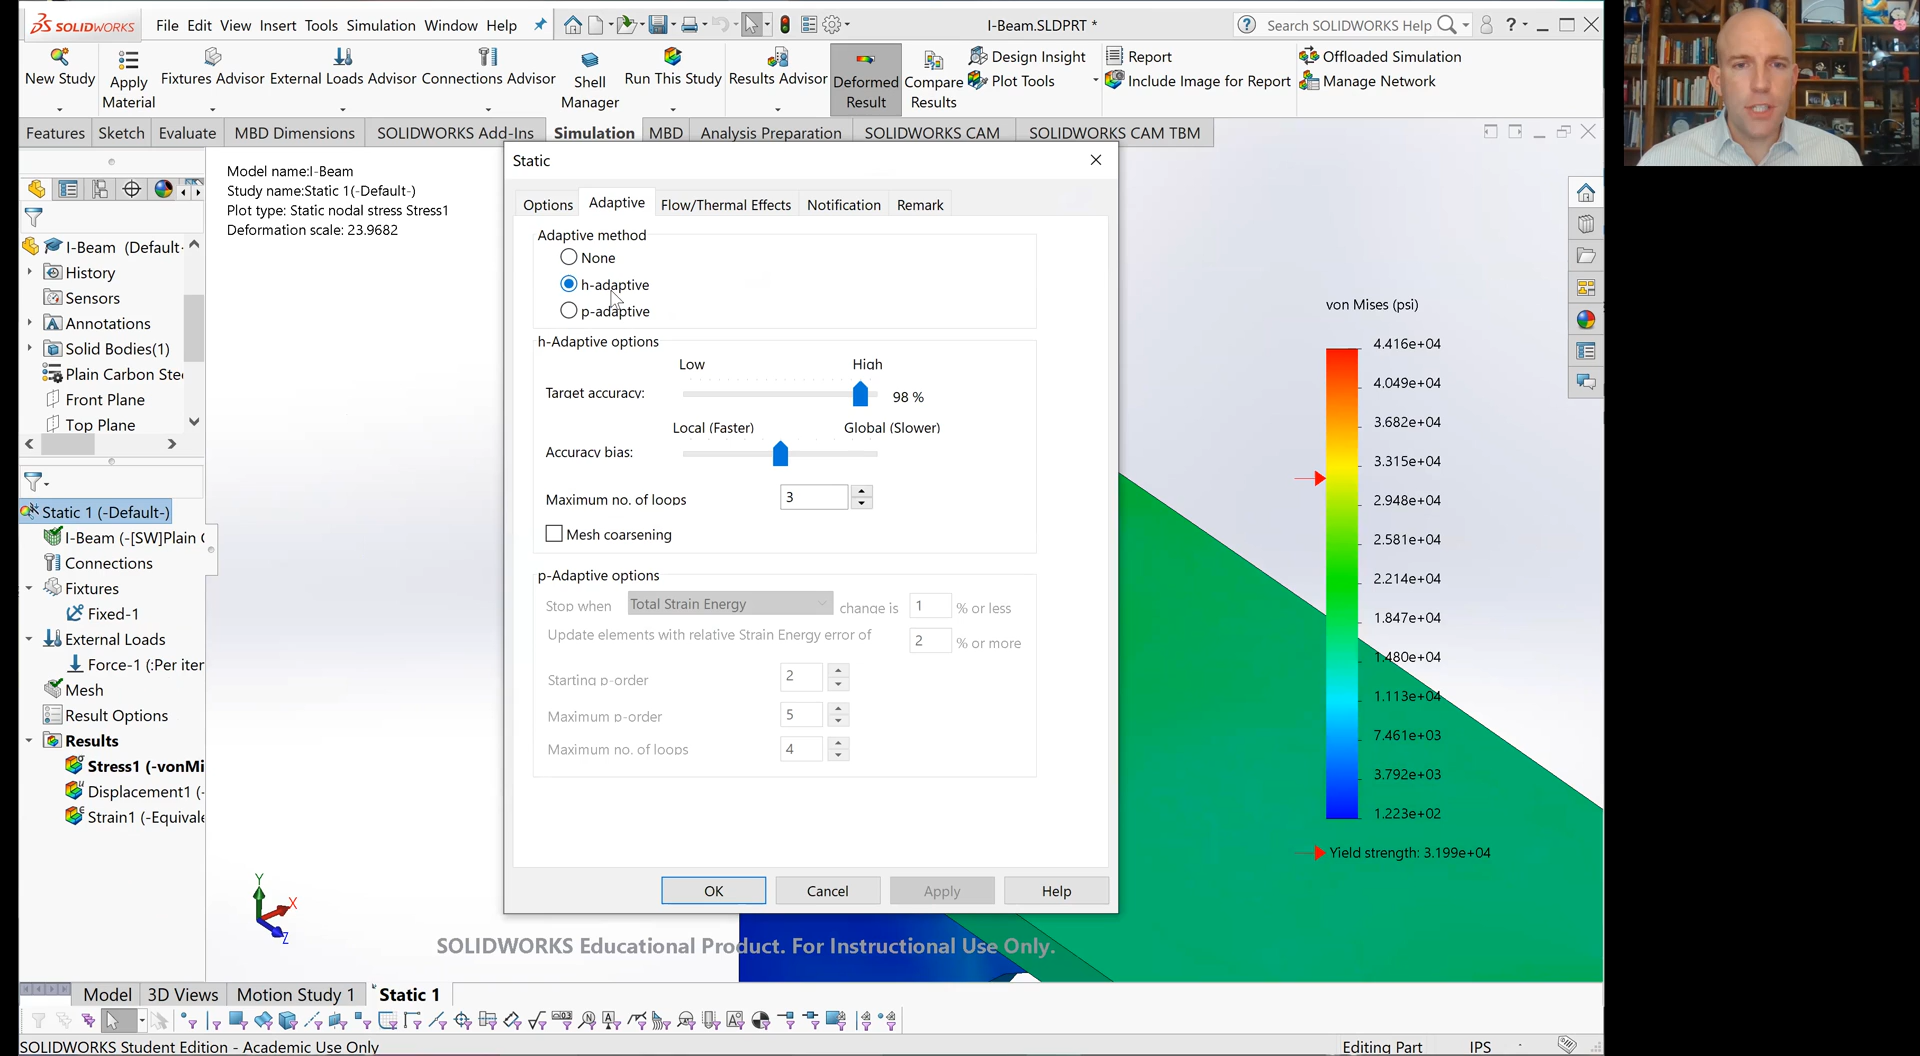 SOLIDWORKS File Edit View Insert Tools Simulation Window Help
I-Beam.SLDPRT *
Search SOLIDWORKS Help
New Study
Apply Material
Fixtures Advisor
External Loads Advisor
Connections Advisor
Shell Manager
Run This Study
Results Advisor
Deformed Result
Compare Results
Design Insight
Plot Tools
Report
Include Image for Report
Offloaded Simulation
Manage Network
Features Sketch Evaluate MBD Dimensions SOLIDWORKS Add-Ins Simulation MBD Analysis Preparation SOLIDWORKS CAM SOLIDWORKS CAM TBM
I-Beam (Default
History
Sensors
Annotations
Solid Bodies(1)
Plain Carbon Stee
Front Plane
Top Plane
Static 1 (-Default-)
I-Beam (-[SW]Plain C
Connections
Fixtures
Fixed-1
External Loads
Force-1 (:Per iter
Mesh
Result Options
Results
Stress1 (-vonMi
Displacement1 (-
Strain1 (-Equivale
Model name:I-Beam
Study name:Static 1(-Default-)
Plot type: Static nodal stress Stress1
Deformation scale: 23.9682
Static
Options Adaptive Flow/Thermal Effects Notification Remark
Adaptive method
None
h-adaptive
p-adaptive
h-Adaptive options
Low High
Target accuracy: 98 %
Local (Faster) Global (Slower)
Accuracy bias:
Maximum no. of loops 3
Mesh coarsening
p-Adaptive options
Stop when Total Strain Energy change is 1 % or less
Update elements with relative Strain Energy error of 2 % or more
Starting p-order 2
Maximum p-order 5
Maximum no. of loops 4
OK Cancel Apply Help
von Mises (psi)
4.416e+04
4.049e+04
3.682e+04
3.315e+04
2.948e+04
2.581e+04
2.214e+04
1.847e+04
1.480e+04
1.113e+04
7.461e+03
3.792e+03
1.223e+02
Yield strength: 3.199e+04
Y
X
Z
SOLIDWORKS Educational Product. For Instructional Use Only.
Model 3D Views Motion Study 1 Static 1
SOLIDWORKS Student Edition - Academic Use Only
Editing Part IPS